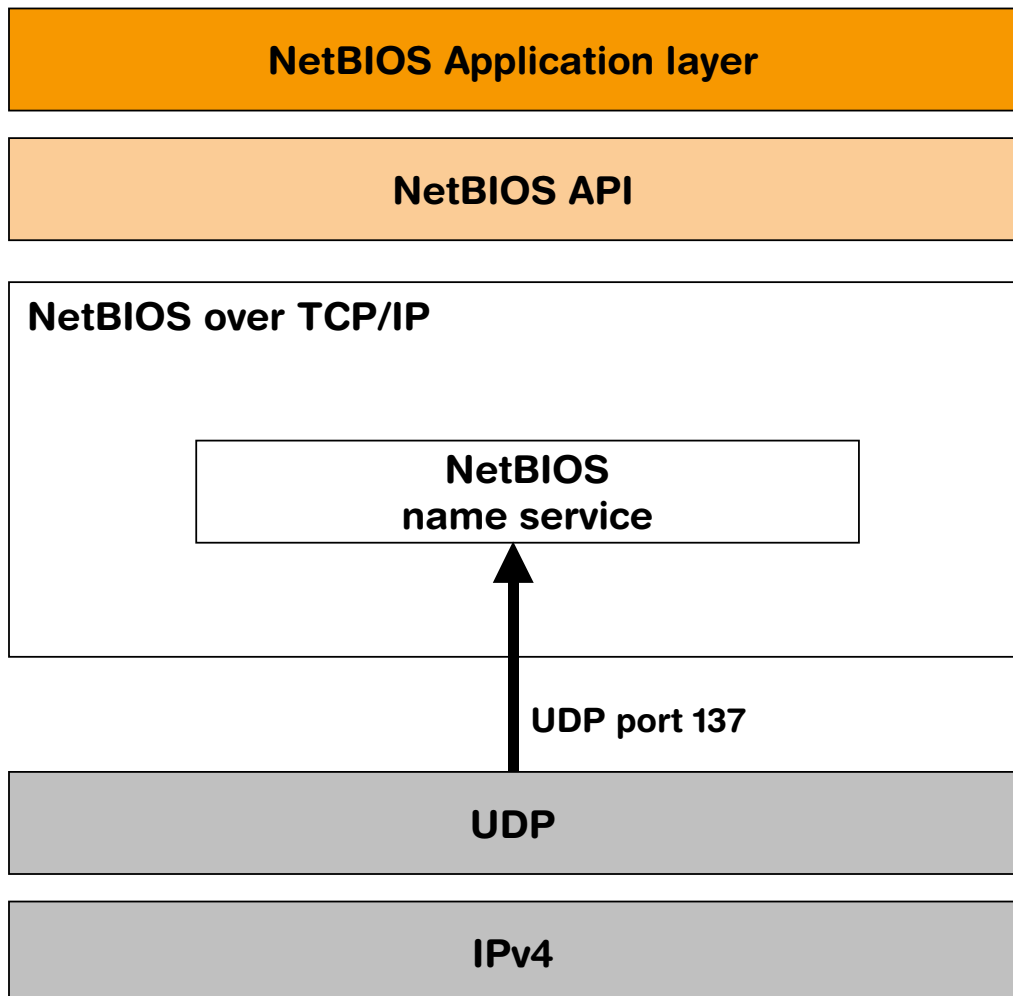 NetBIOS Application layer
NetBIOS API
NetBIOS over TCP/IP
NetBIOS
name service
UDP port 137
UDP
IPv4